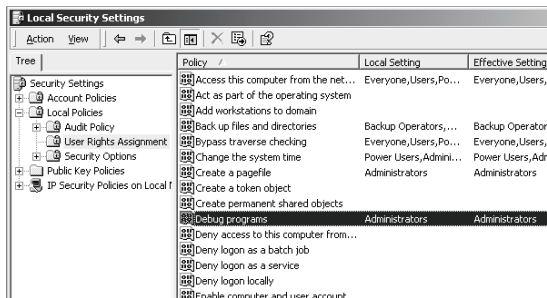 Local Security Settings
Action View
Tree
Policy Local Setting Effective Setting
Security Settings
Account Policies
Local Policies
Audit Policy
User Rights Assignment
Security Options
Public Key Policies
IP Security Policies on Local
Access this computer from the net... Everyone,Users,Po... Everyone,Users,
Act as part of the operating system
Add workstations to domain
Back up files and directories Backup Operators,... Backup Operator
Bypass traverse checking Everyone,Users,Po... Everyone,Users,
Change the system time Power Users,Admini... Power Users,Adr
Create a pagefile Administrators Administrators
Create a token object
Create permanent shared objects
Debug programs Administrators Administrators
Deny access to this computer from...
Deny logon as a batch job
Deny logon as a service
Deny logon locally
Enable computer and user account